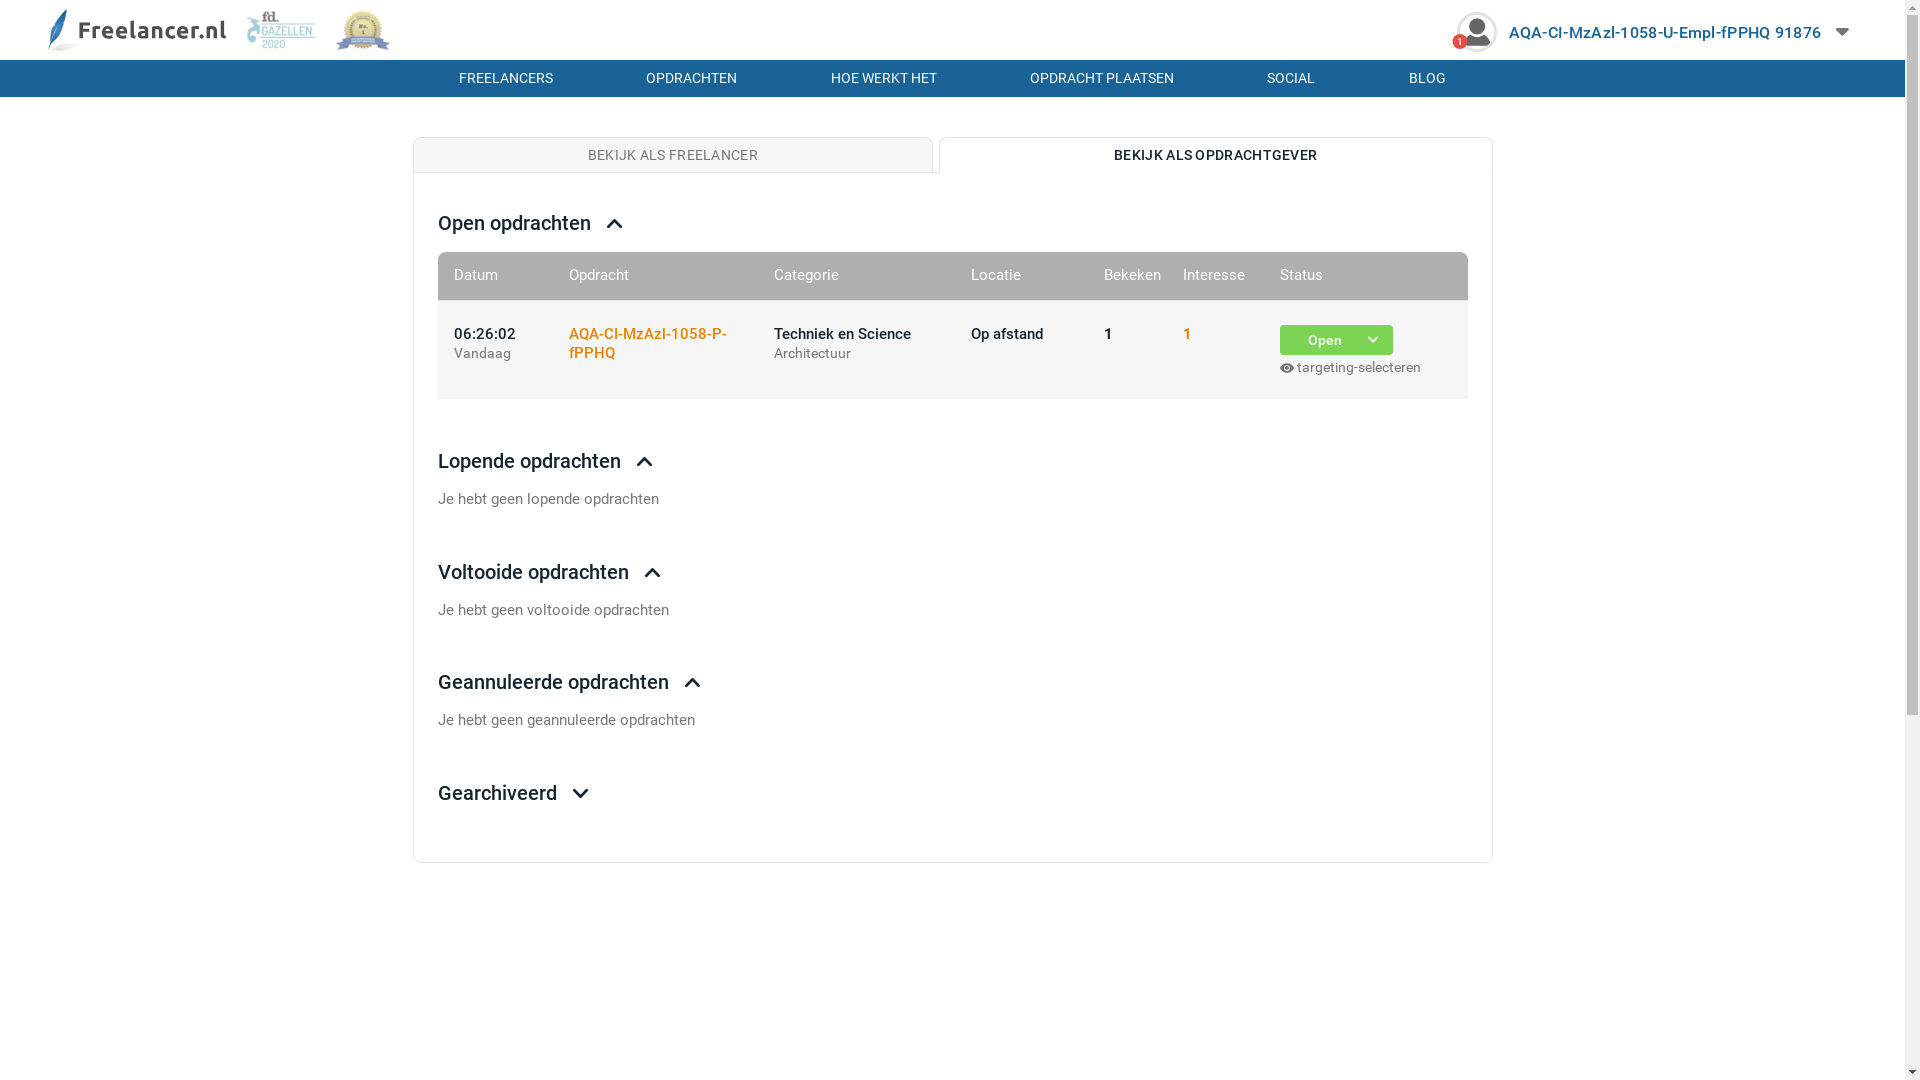 Freelancer.nl
fd.
GAZELLEN
2020
No.
1
1
AQA-CI-MzAzl-1058-U-Empl-fPPHQ 91876
FREELANCERS OPDRACHTEN HOE WERKT HET OPDRACHT PLAATSEN SOCIAL BLOG
BEKIJK ALS FREELANCER BEKIJK ALS OPDRACHTGEVER
Open opdrachten
Datum Opdracht Categorie Locatie Bekeken Interesse Status
06:26:02 AQA-CI-MzAzl-1058-P- Techniek en Science Op afstand 1 1 Open
Vandaag fPPHQ Architectuur
targeting-selecteren
Lopende opdrachten
Je hebt geen lopende opdrachten
Voltooide opdrachten
Je hebt geen voltooide opdrachten
Geannuleerde opdrachten
Je hebt geen geannuleerde opdrachten
Gearchiveerd